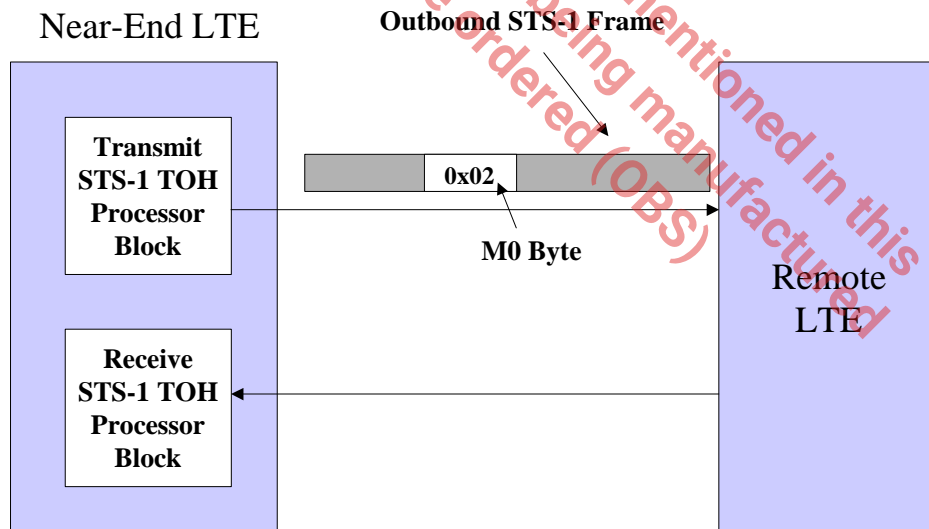 Near-End LTE
Outbound STS-1 Frame
Transmit
STS-1 TOH
Processor
Block
0x02
M0 Byte
Remote
LTE
Receive
STS-1 TOH
Processor
Block
mentioned in this
being manufactured
ordered (OBS)